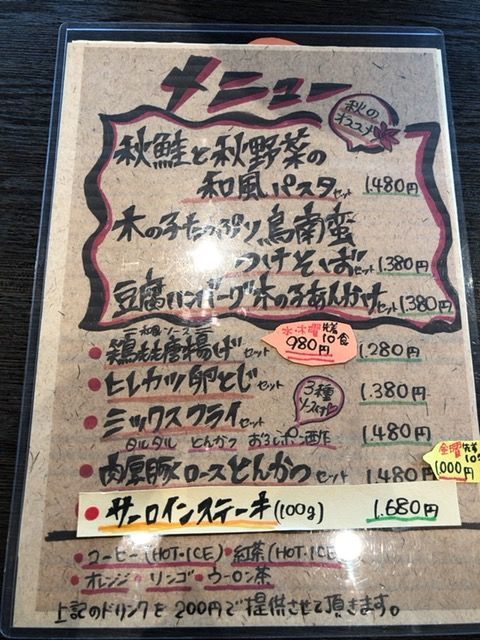 メニュー
秋の
オススメ
秋鮭と秋野菜の
和風パスタセット 1.480円
木の子たっぷり鳥南蛮
つけそばセット 1.380円
豆腐ハンバーグ木の子あんかけセット 1.380円
水・木曜 先着10食
980円
鶏もも唐揚げセット 1.280円
ヒレカツ卵とじセット 1.380円
3種
ミックスフライセット 1.480円
タルタル とんかつ おろしポン酢
肉厚豚ロースとんかつセット 1.480円
金曜
1000円
サーロインステーキ(100g) 1.680円
・コーヒー(HOT・ICE)・紅茶(HOT・ICE
・オレンジ・リンゴ・ウーロン茶
上記のドリンクを200円で提供させて頂きます。